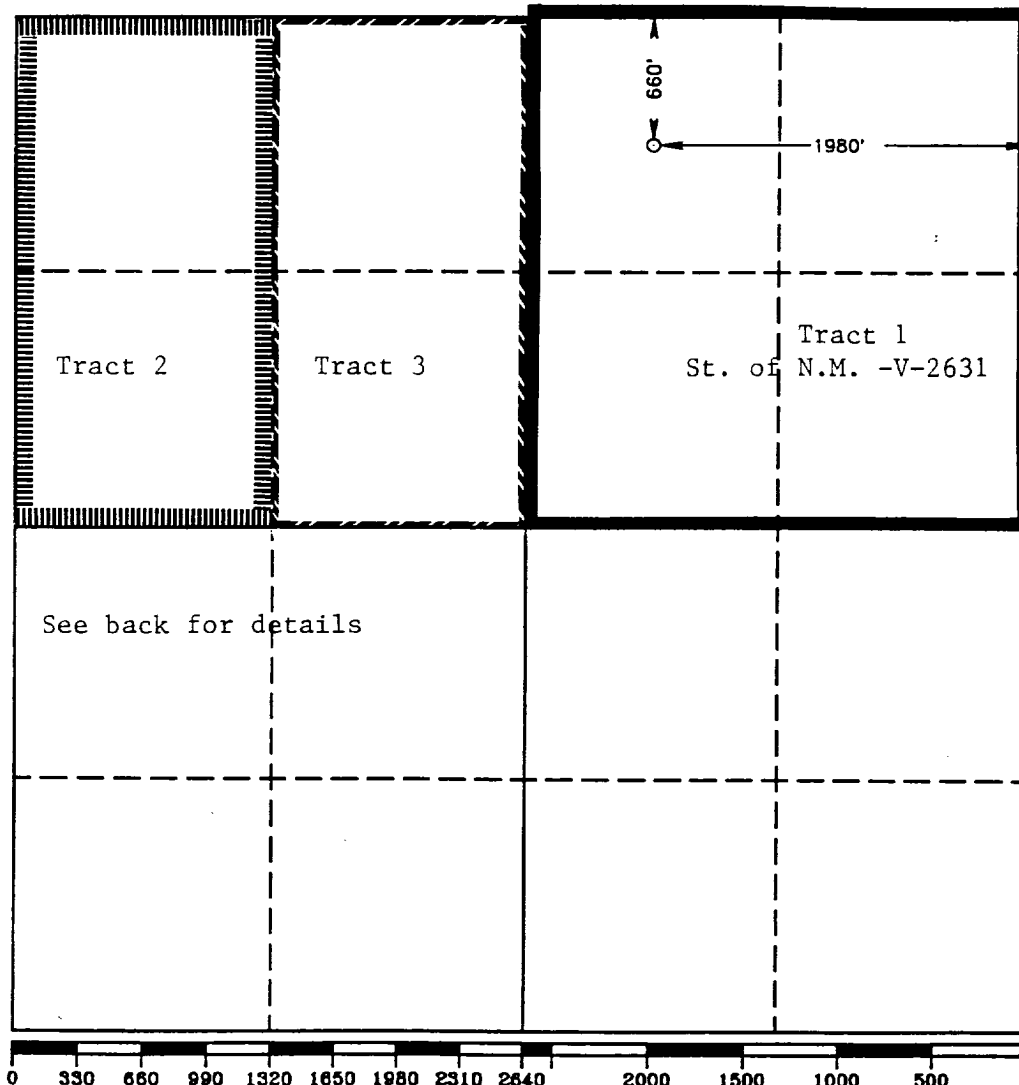 660'
1980'
Tract 1
St. of N.M. -V-2631
Tract 2
Tract 3
See back for details
0 330 660 990 1320 1650 1980 2310 2640 2000 1500 1000 500